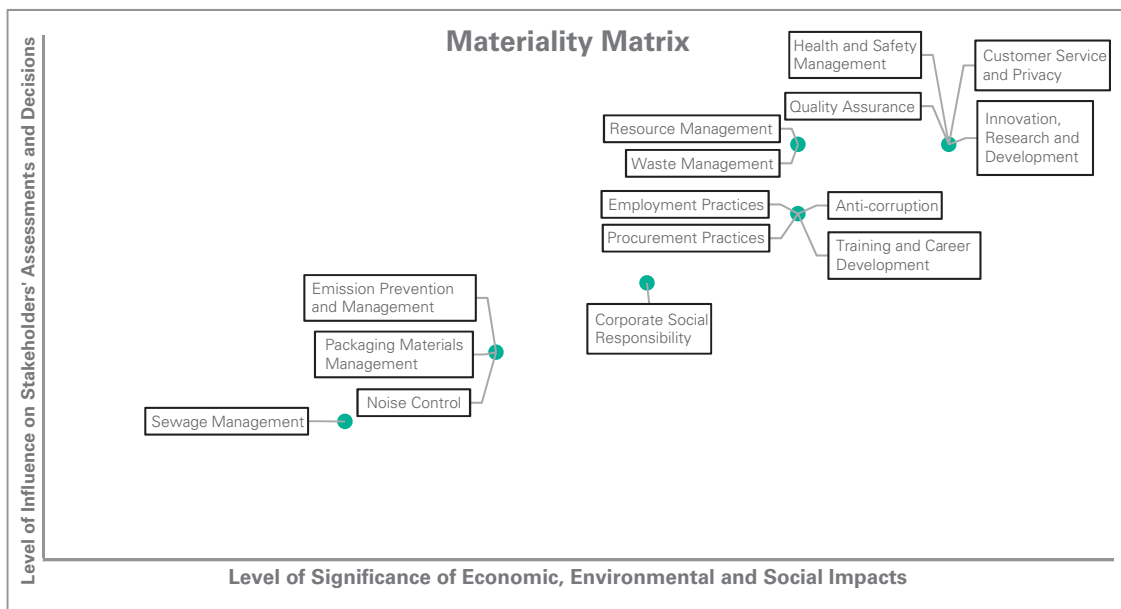 Materiality Matrix
Level of Influence on Stakeholders' Assessments and Decisions
Health and Safety
Management
Customer Service
and Privacy
Quality Assurance
Innovation,
Research and
Development
Resource Management
Waste Management
Employment Practices
Anti-corruption
Procurement Practices
Training and Career
Development
Emission Prevention
and Management
Corporate Social
Responsibility
Packaging Materials
Management
Noise Control
Sewage Management
Level of Significance of Economic, Environmental and Social Impacts